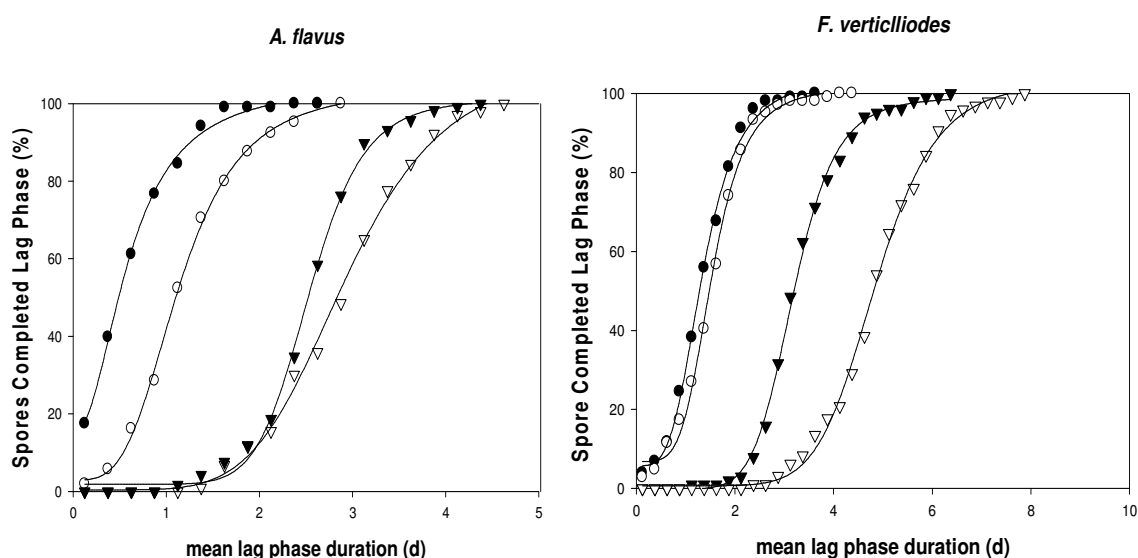 A. flavus
Spores Completed Lag Phase (%)
100
80
60
40
20
0
0 1 2 3 4 5
mean lag phase duration (d)
F. verticlliodes
Spore Completed Lag Phase (%)
100
80
60
40
20
0
0 2 4 6 8 10
mean lag phase duration (d)